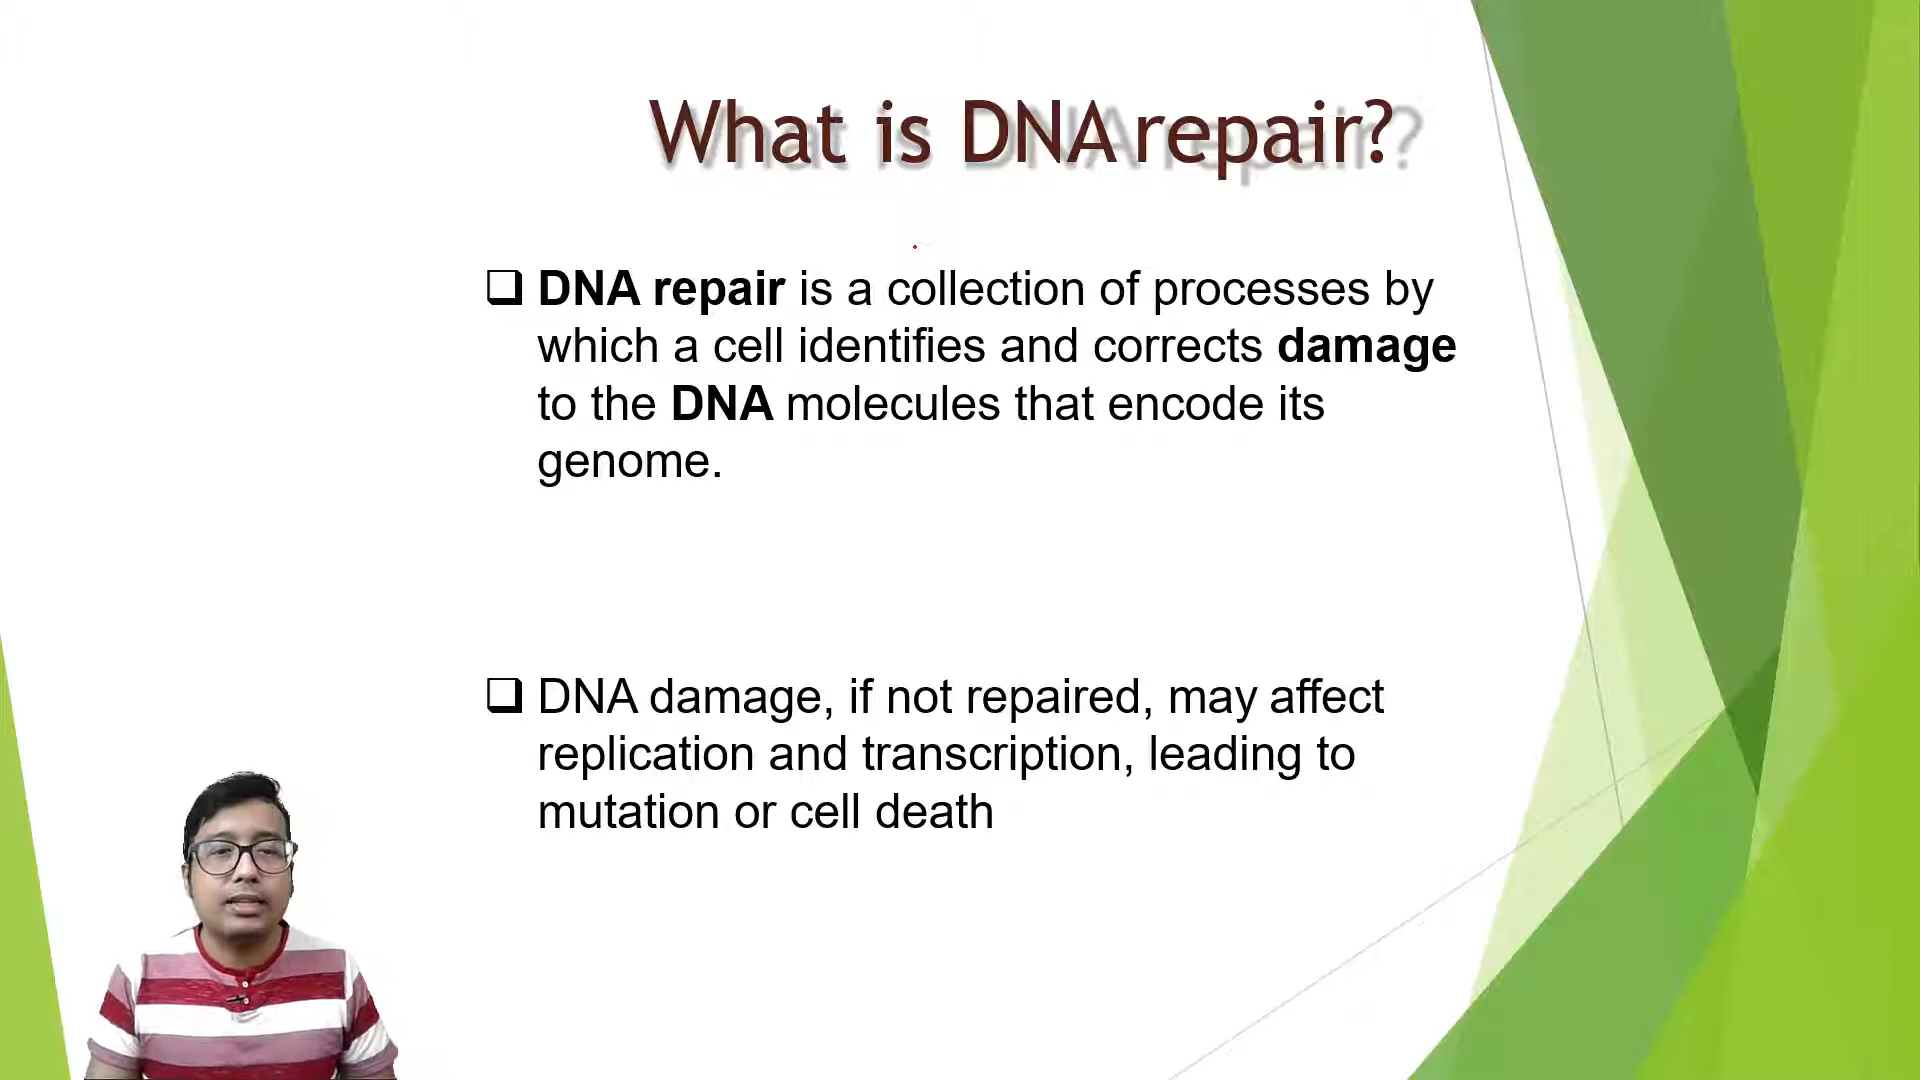 What is DNA repair?
❑ DNA repair is a collection of processes by
which a cell identifies and corrects damage
to the DNA molecules that encode its
genome.
❑ DNA damage, if not repaired, may affect
replication and transcription, leading to
mutation or cell death